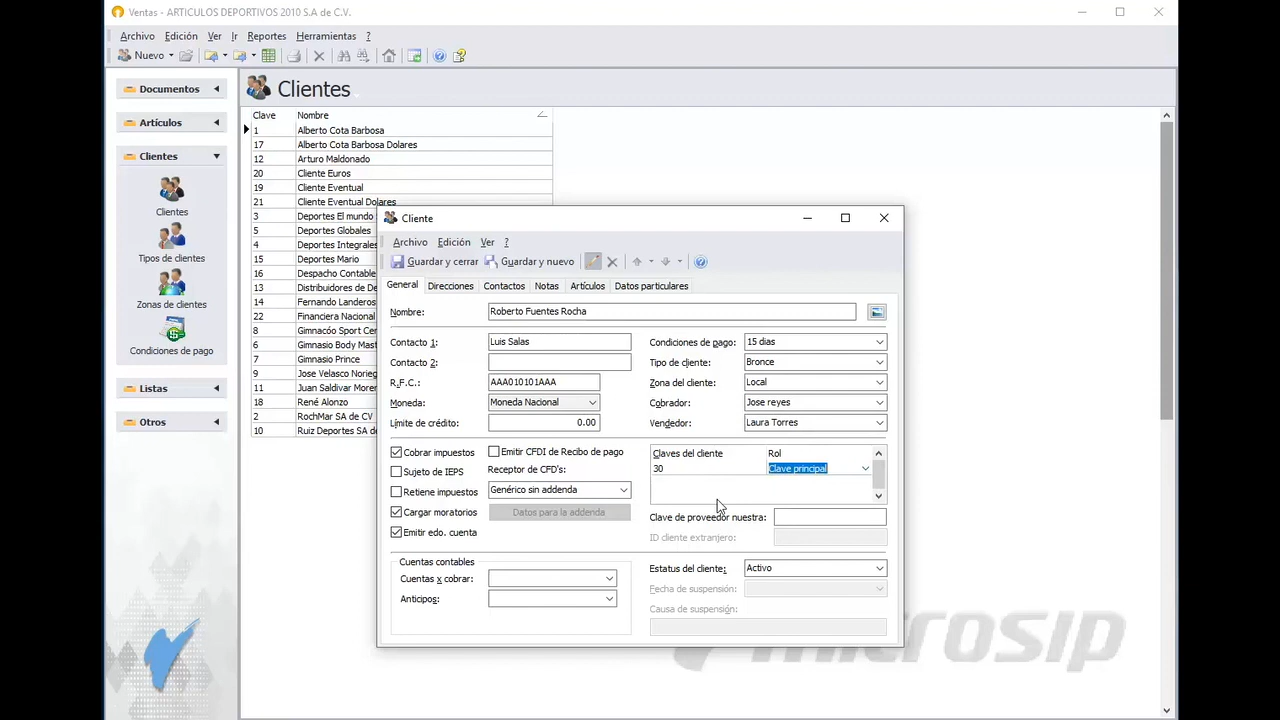 Ventas - ARTICULOS DEPORTIVOS 2010 S.A de C.V.
Archivo Edición Ver Ir Reportes Herramientas ?
Nuevo
Documentos
Artículos
Clientes
Clientes
Tipos de clientes
Zonas de clientes
Condiciones de pago
Listas
Otros
Clientes
Clave Nombre
1 Alberto Cota Barbosa
17 Alberto Cota Barbosa Dolares
12 Arturo Maldonado
20 Cliente Euros
19 Cliente Eventual
21 Cliente Eventual Dolares
3 Deportes El mundo
5 Deportes Globales
4 Deportes Integrales
15 Deportes Mario
16 Despacho Contable
13 Distribuidores de De
14 Fernando Landeros
22 Financiera Nacional
8 Gimnacóo Sport Cen
6 Gimnasio Body Mast
7 Gimnasio Prince
9 Jose Velasco Norieg
11 Juan Saldivar Moren
18 René Alonzo
2 RochMar SA de CV
10 Ruiz Deportes SA de
Cliente
Archivo Edición Ver ?
Guardar y cerrar Guardar y nuevo
General Direcciones Contactos Notas Artículos Datos particulares
Nombre: Roberto Fuentes Rocha
Contacto 1: Luis Salas Condiciones de pago: 15 dias
Contacto 2: Tipo de cliente: Bronce
R.F.C.: AAA010101AAA Zona del cliente: Local
Moneda: Moneda Nacional Cobrador: Jose reyes
Límite de crédito: 0.00 Vendedor: Laura Torres
Cobrar impuestos Emitir CFDI de Recibo de pago Claves del cliente Rol
Sujeto de IEPS Receptor de CFD's: 30 Clave principal
Retiene impuestos Genérico sin addenda
Cargar moratorios Datos para la addenda Clave de proveedor nuestra:
Emitir edo. cuenta ID cliente extranjero:
Cuentas contables Estatus del cliente: Activo
Cuentas x cobrar: Fecha de suspensión:
Anticipos: Causa de suspensión:
microsip